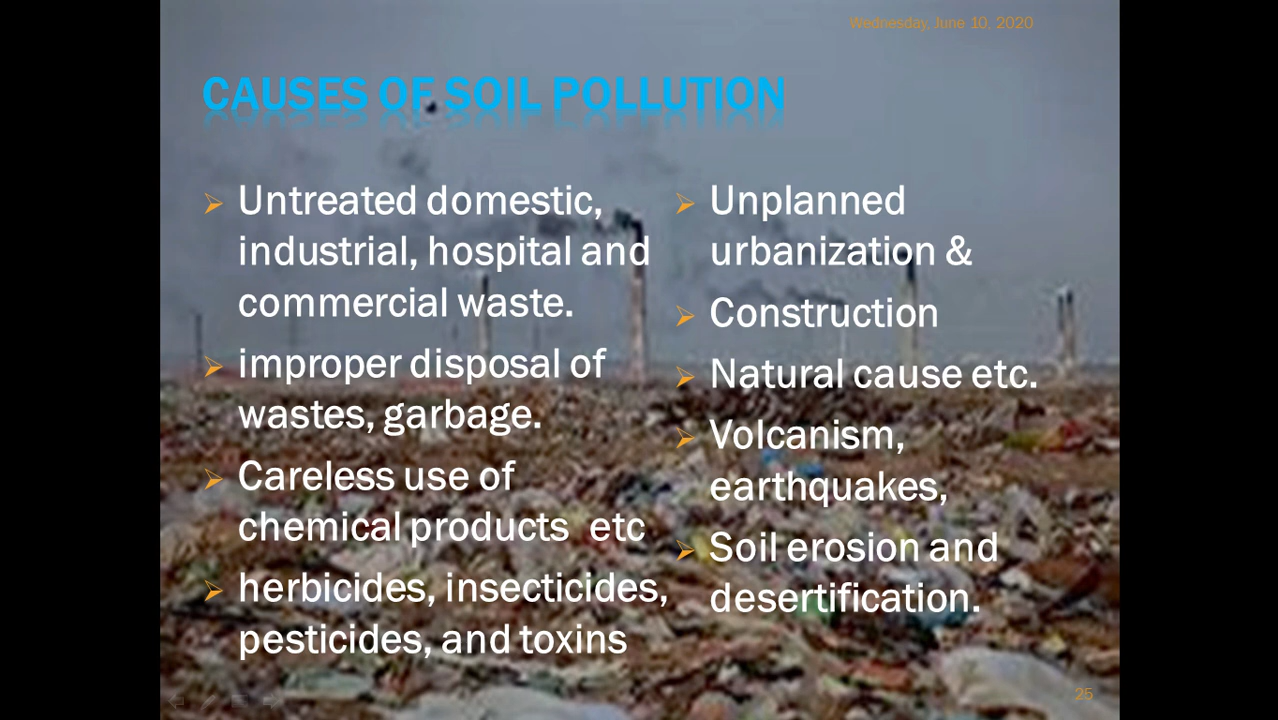 Wednesday, June 10, 2020
CAUSES OF SOIL POLLUTION
Untreated domestic,
industrial, hospital and
commercial waste.
improper disposal of
wastes, garbage.
Careless use of
chemical products etc
herbicides, insecticides,
pesticides, and toxins
Unplanned
urbanization &
Construction
Natural cause etc.
Volcanism,
earthquakes,
Soil erosion and
desertification.
25